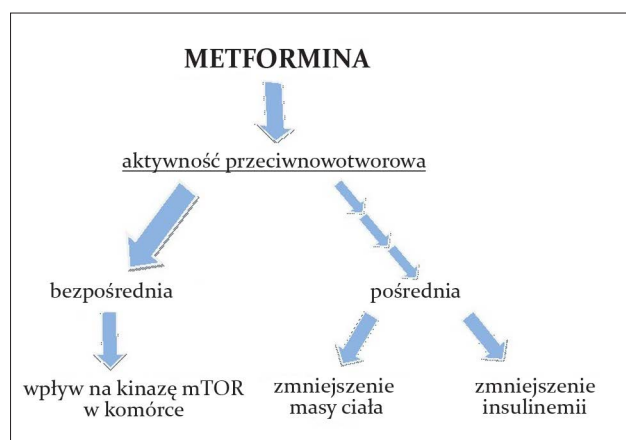 METFORMINA
aktywność przeciwnowotworowa
bezpośrednia
pośrednia
wpływ na kinazę mTOR
w komórce
zmniejszenie
masy ciała
zmniejszenie
insulinemii